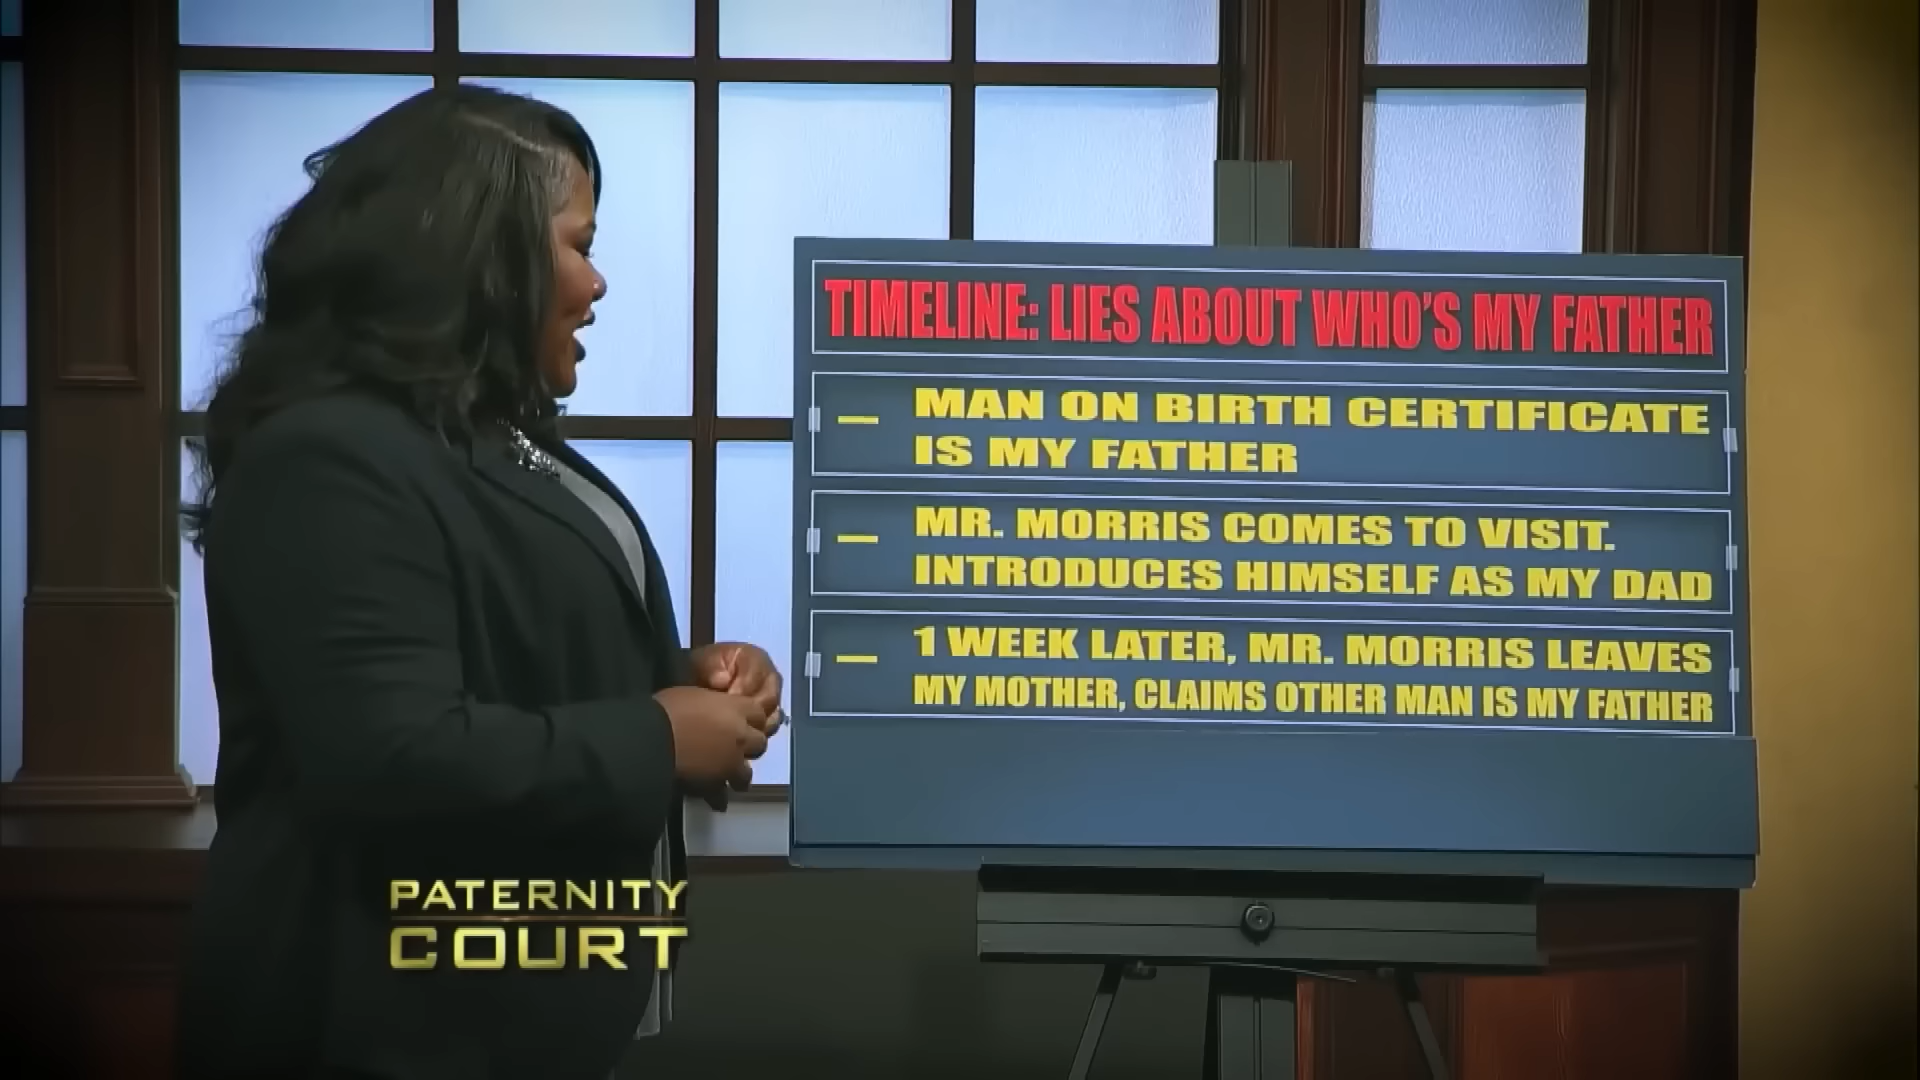 TIMELINE: LIES ABOUT WHO'S MY FATHER
— MAN ON BIRTH CERTIFICATE
IS MY FATHER
— MR. MORRIS COMES TO VISIT.
INTRODUCES HIMSELF AS MY DAD
— 1 WEEK LATER, MR. MORRIS LEAVES
MY MOTHER, CLAIMS OTHER MAN IS MY FATHER
PATERNITY
COURT